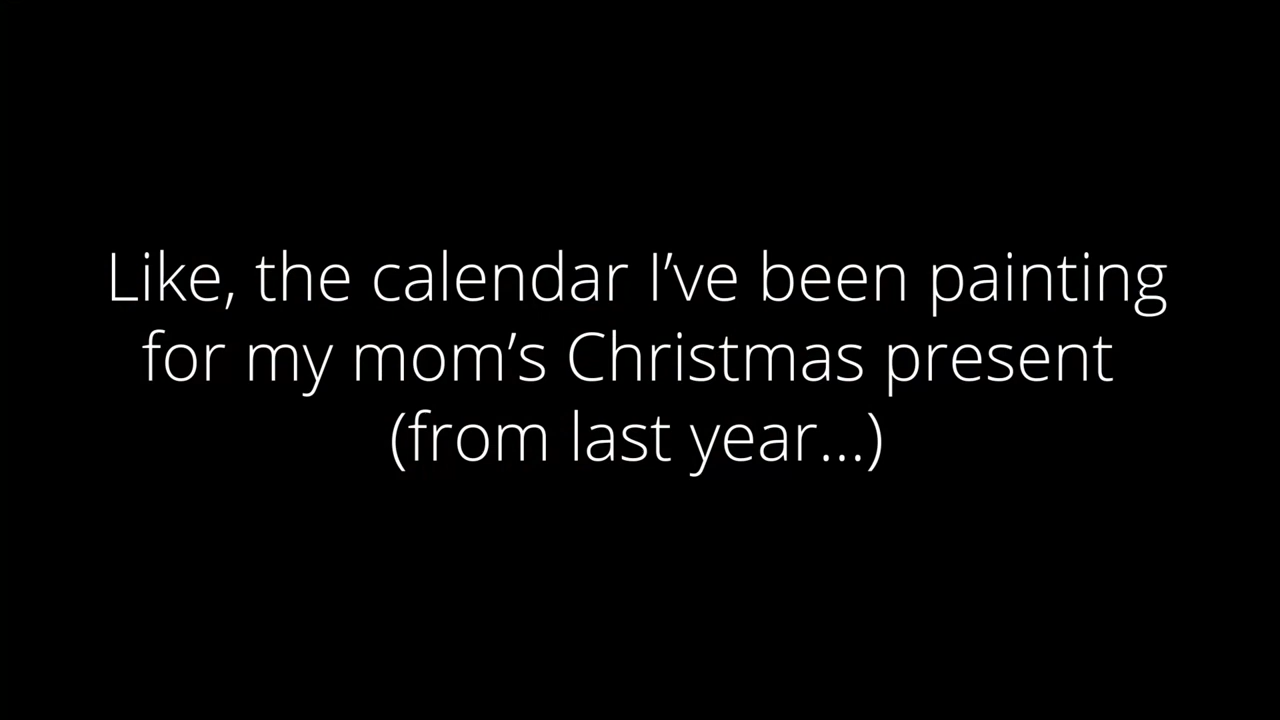 Like, the calendar I’ve been painting
for my mom’s Christmas present
(from last year...)